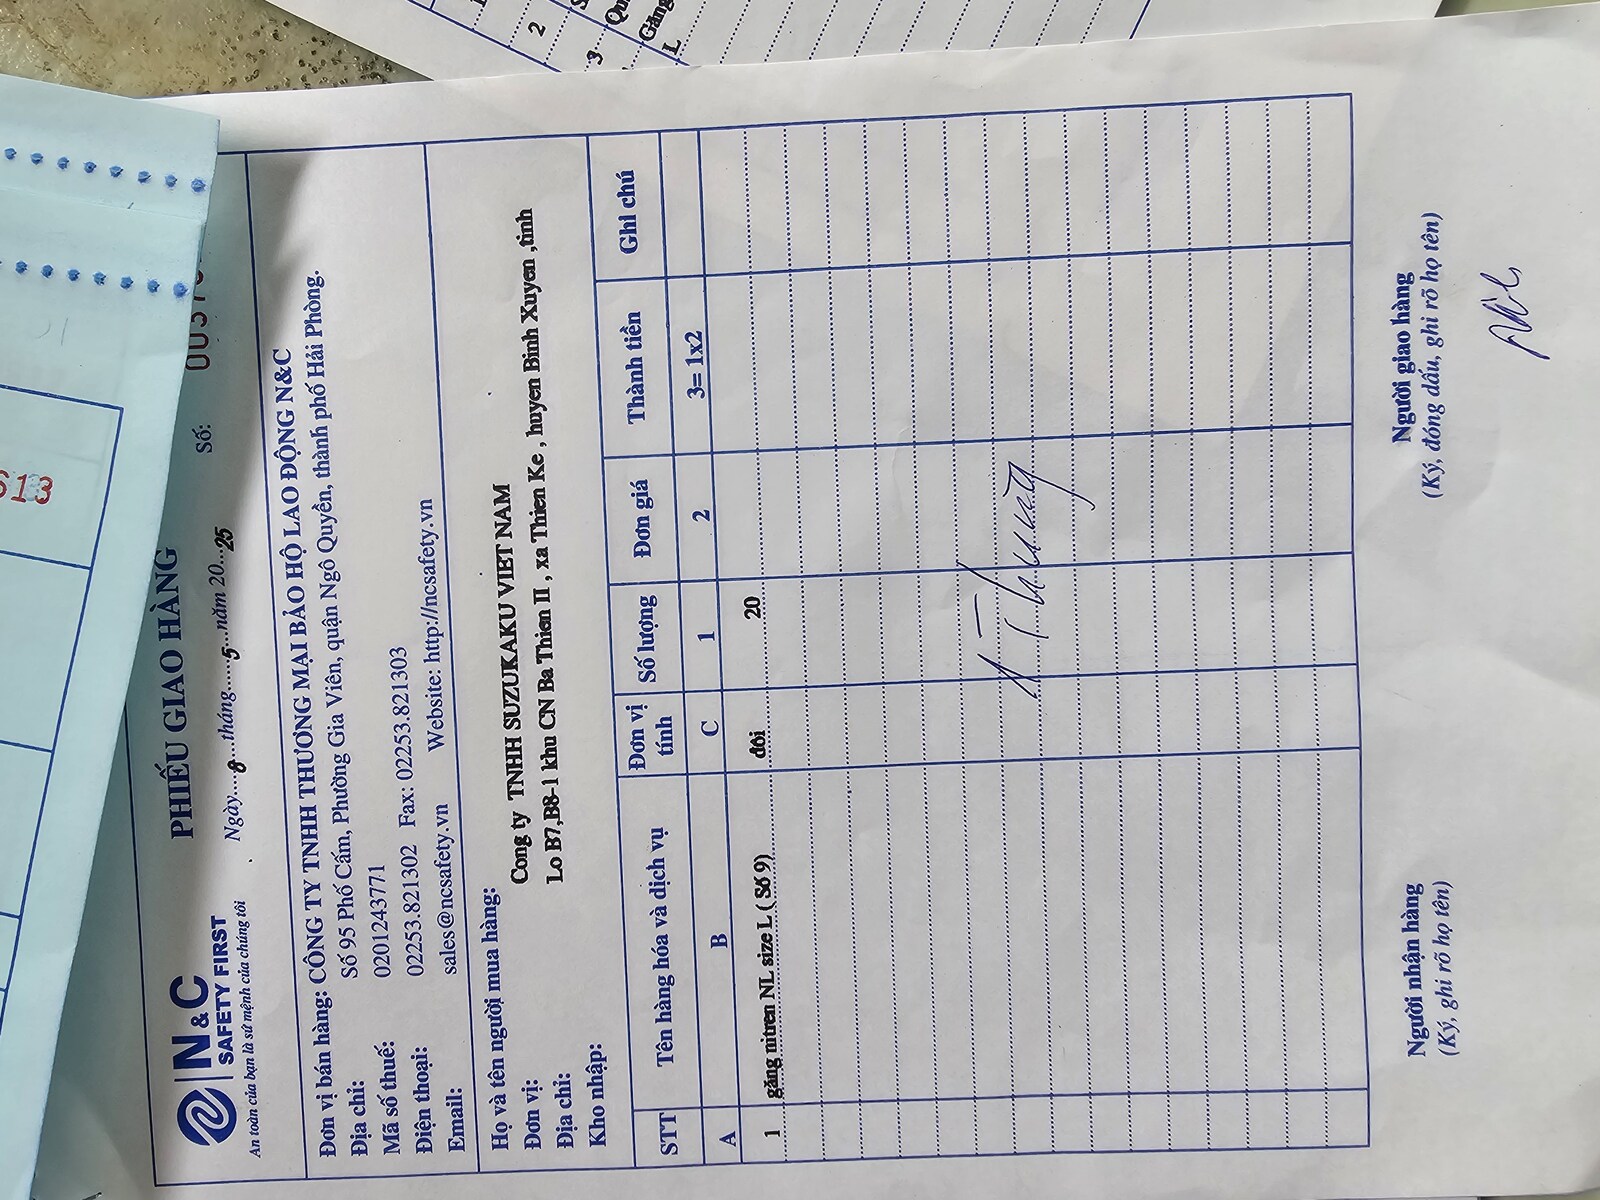 613
N&C
SAFETY FIRST
An toàn của bạn là sứ mệnh của chúng tôi
PHIẾU GIAO HÀNG
Ngày...8...tháng....5....năm 20...25
Số:
Đơn vị bán hàng: CÔNG TY TNHH THƯƠNG MẠI BẢO HỘ LAO ĐỘNG N&C
Địa chỉ: Số 95 Phố Cấm, Phường Gia Viên, quận Ngô Quyền, thành phố Hải Phòng.
Mã số thuế: 0201243771
Điện thoại: 02253.821302 Fax: 02253.821303
Email: sales@ncsafety.vn Website: http://ncsafety.vn
Họ và tên người mua hàng:
Đơn vị: Cong ty TNHH SUZUKAKU VIET NAM
Địa chỉ: Lo B7,B8-1 khu CN Ba Thien II , xa Thien Ke , huyen Binh Xuyen ,tinh
Kho nhập:
STT Tên hàng hóa và dịch vụ Đơn vị tính Số lượng Đơn giá Thành tiền Ghi chú
A B C 1 2 3= 1x2
1 găng nitren NL size L ( Số 9) đôi 20
Người nhận hàng
(Ký, ghi rõ họ tên)
Người giao hàng
(Ký, đóng dấu, ghi rõ họ tên)
2
3
Găng
L